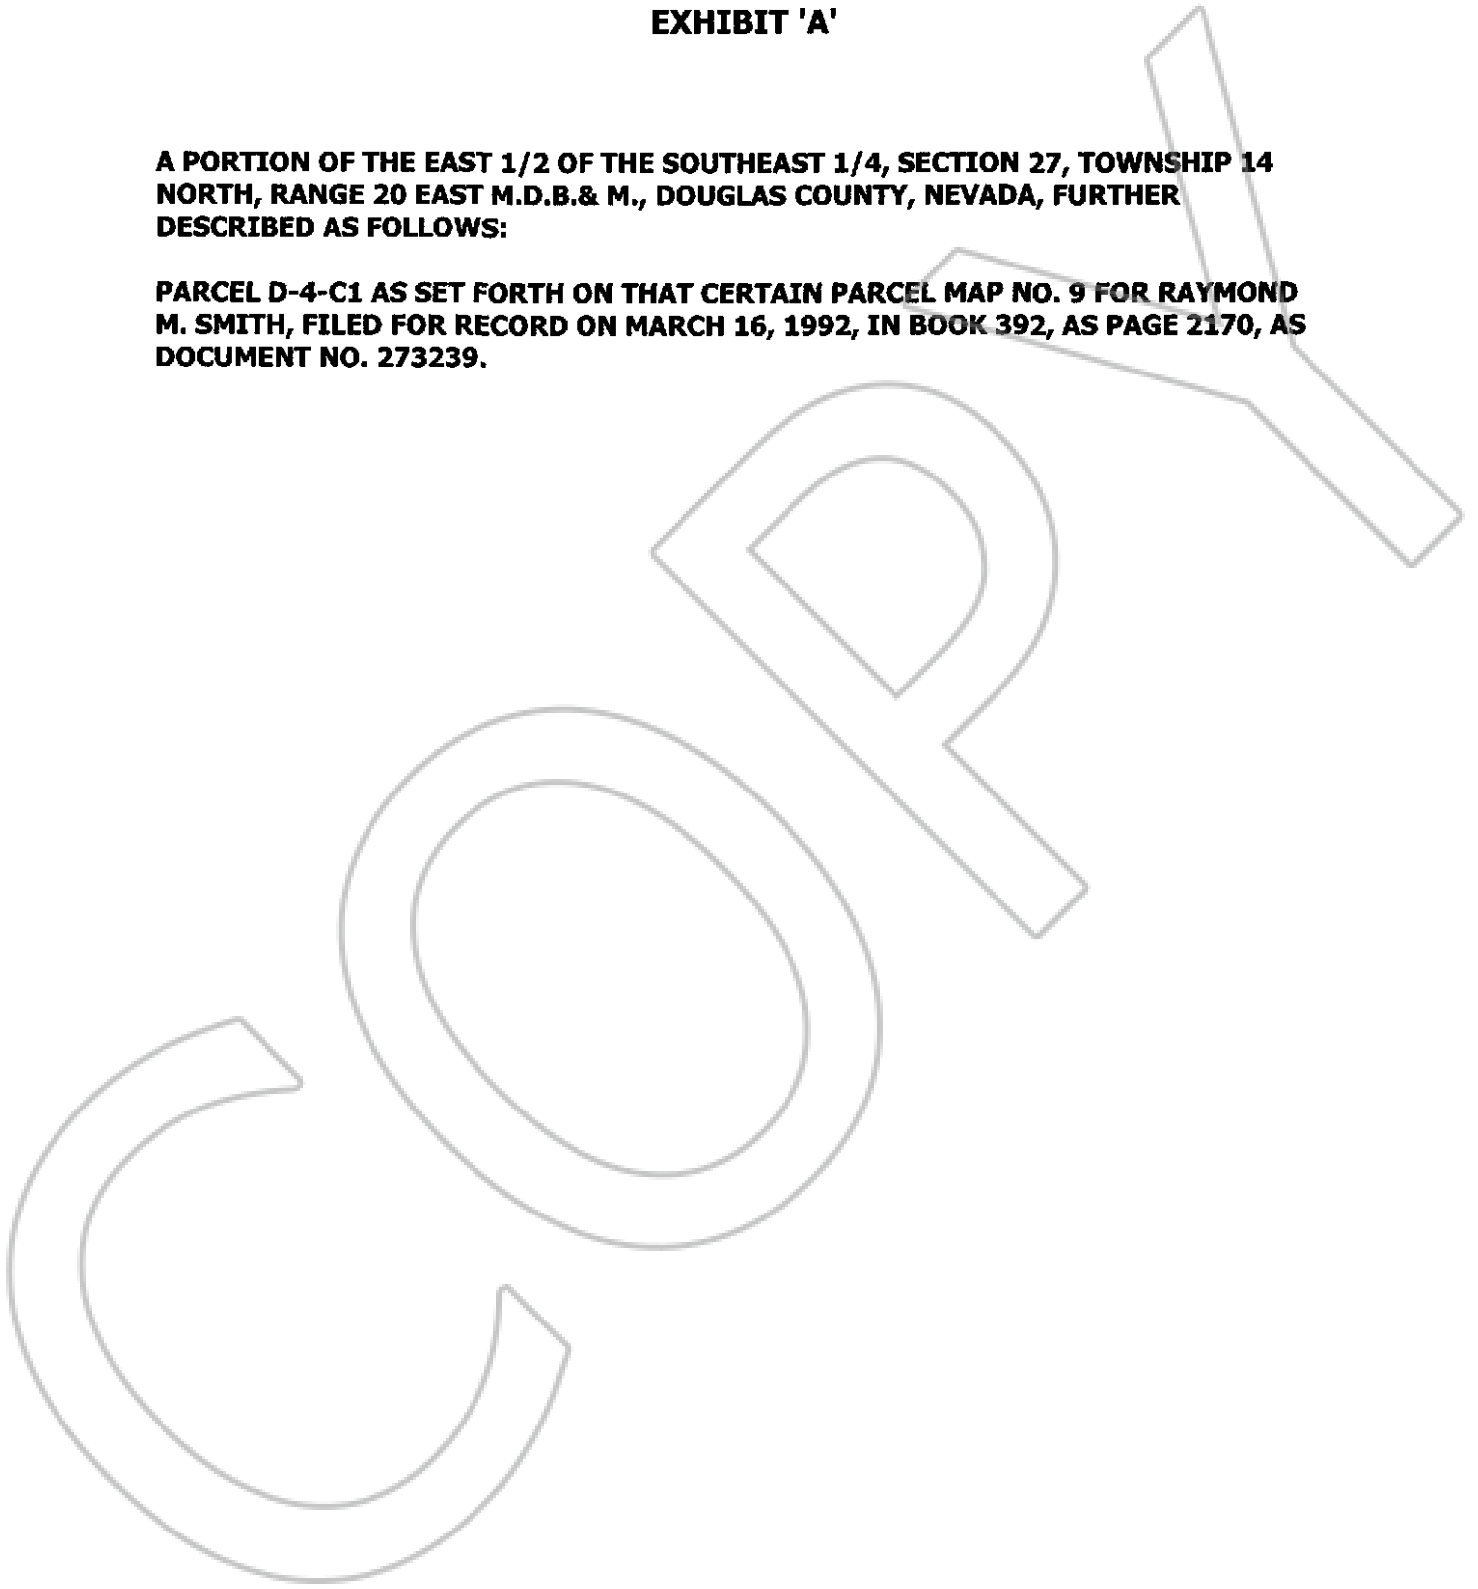 EXHIBIT 'A'
A PORTION OF THE EAST 1/2 OF THE SOUTHEAST 1/4, SECTION 27, TOWNSHIP 14
NORTH, RANGE 20 EAST M.D.B.& M., DOUGLAS COUNTY, NEVADA, FURTHER
DESCRIBED AS FOLLOWS:
PARCEL D-4-C1 AS SET FORTH ON THAT CERTAIN PARCEL MAP NO. 9 FOR RAYMOND
M. SMITH, FILED FOR RECORD ON MARCH 16, 1992, IN BOOK 392, AS PAGE 2170, AS
DOCUMENT NO. 273239.
COPY